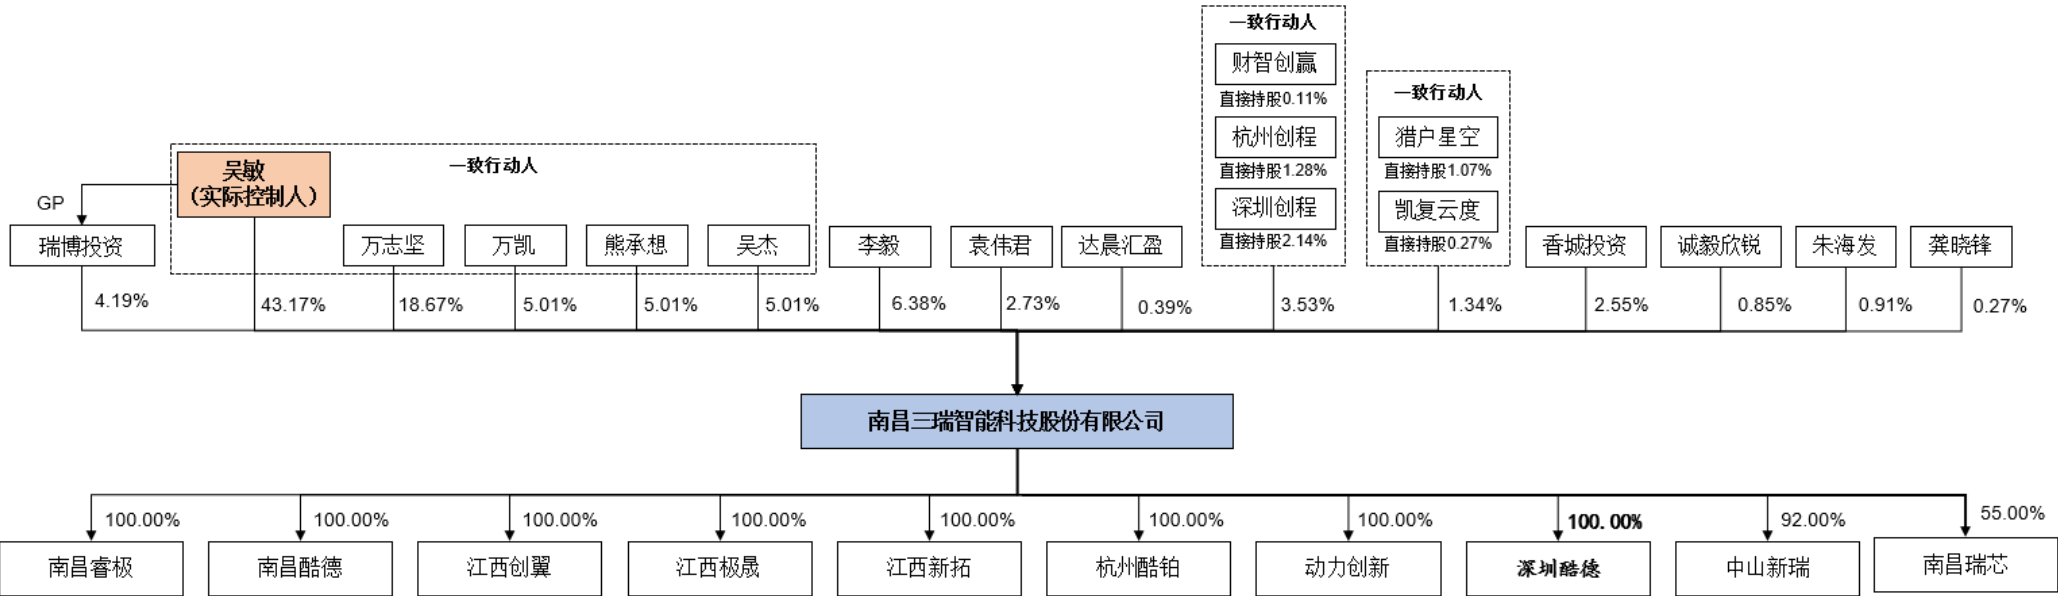 一致行动人
财智创赢
直接持股0.11%
杭州创程
直接持股1.28%
深圳创程
直接持股2.14%
一致行动人
猎户星空
直接持股1.07%
凯复云度
直接持股0.27%
一致行动人
吴敏
（实际控制人）
GP
瑞博投资
万志坚
万凯
熊承想
吴杰
李毅
袁伟君
达晨汇盈
香城投资
诚毅欣锐
朱海发
龚晓锋
4.19%
43.17%
18.67%
5.01%
5.01%
5.01%
6.38%
2.73%
0.39%
3.53%
1.34%
2.55%
0.85%
0.91%
0.27%
南昌三瑞智能科技股份有限公司
100.00%
100.00%
100.00%
100.00%
100.00%
100.00%
100.00%
100.00%
92.00%
55.00%
南昌睿极
南昌酷德
江西创翼
江西极晟
江西新拓
杭州酷铂
动力创新
深圳酷德
中山新瑞
南昌瑞芯